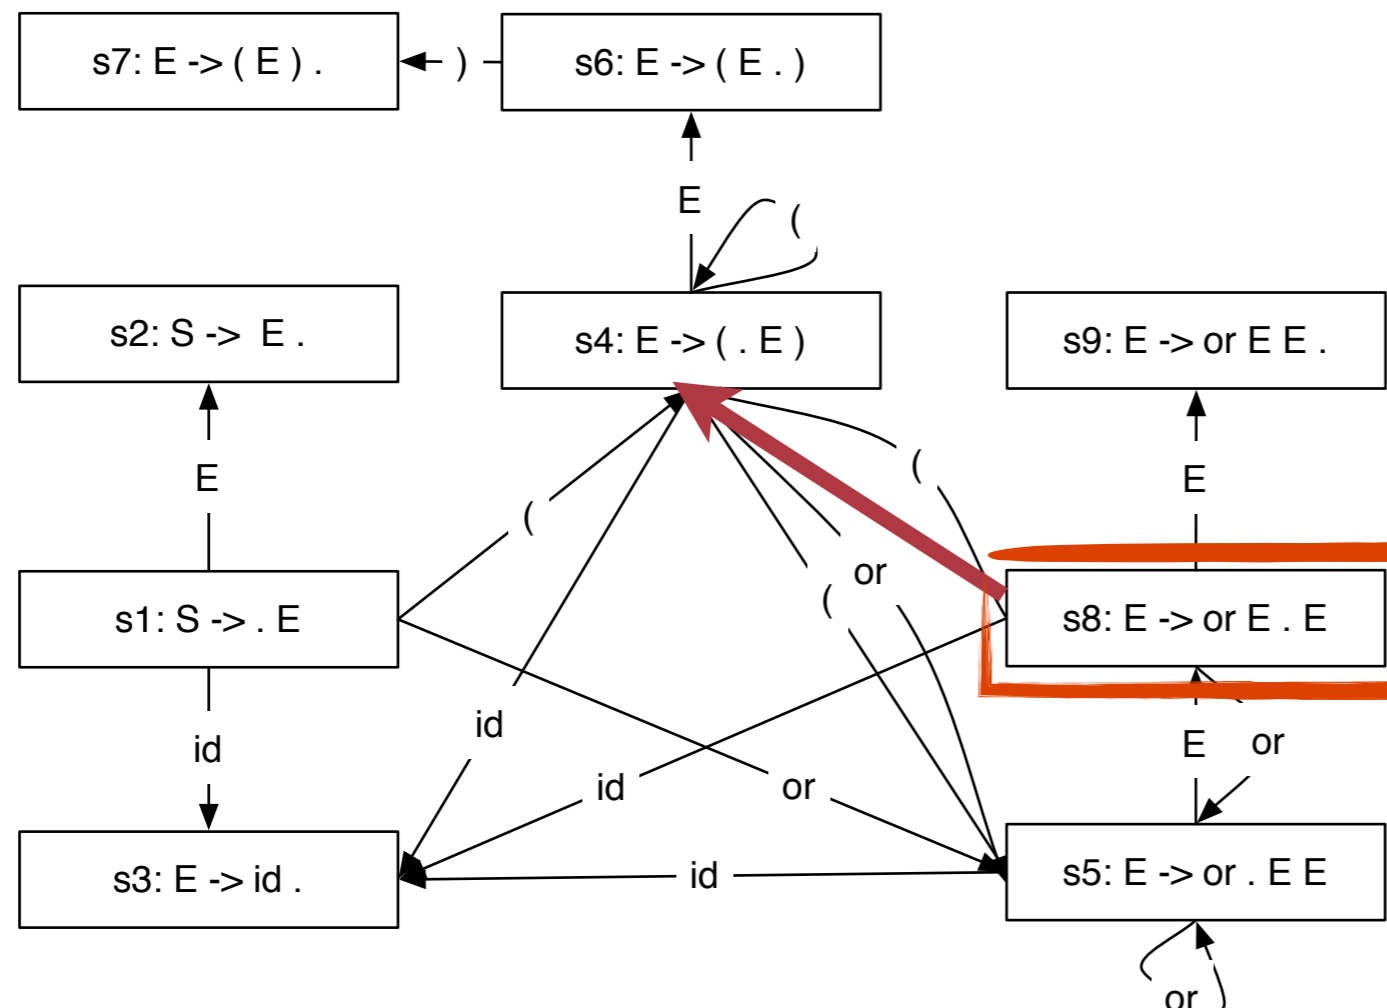 s7: E -> ( E ) .
)
s6: E -> ( E . )
E
(
s2: S -> E .
s4: E -> ( . E )
s9: E -> or E E .
E
(
E
(
or
(
s1: S -> . E
s8: E -> or E . E
id
id
E
or
id
or
s3: E -> id .
id
s5: E -> or . E E
or